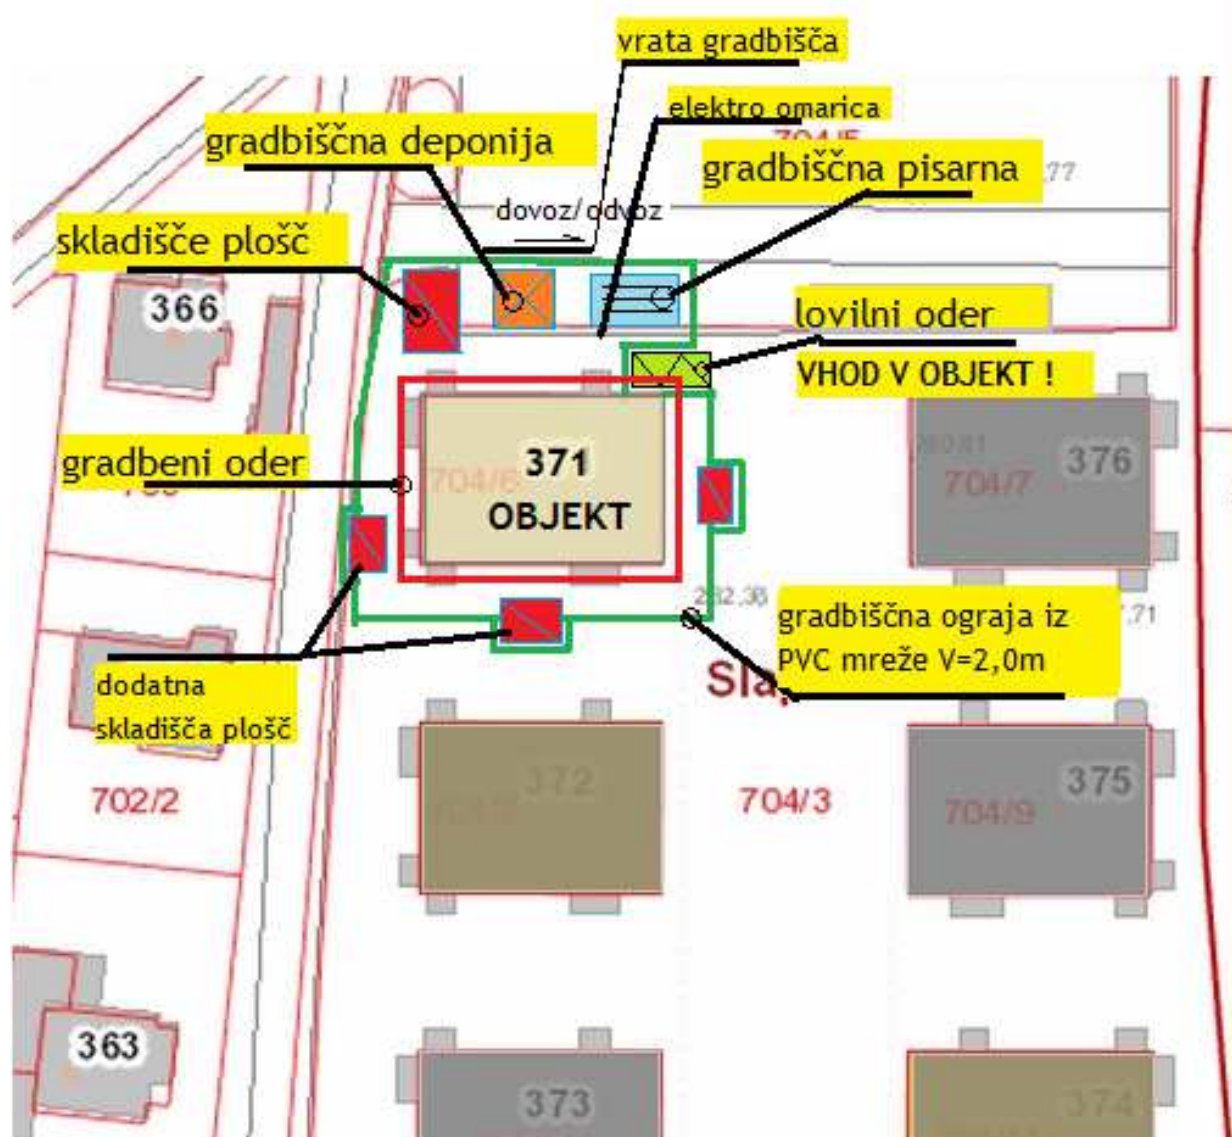 vrata gradbišča
elektro omarica
704/5
gradbiščna deponija
gradbiščna pisarna
77
dovoz/odvoz
skladišče plošč
366
lovilni oder
VHOD V OBJEKT !
gradbeni oder
704/6
371
OBJEKT
376
704/7
282,38
gradbiščna ograja iz
PVC mreže V=2,0m
.71
dodatna
skladišča plošč
372
375
702/2
704/3
704/9
363
373
374